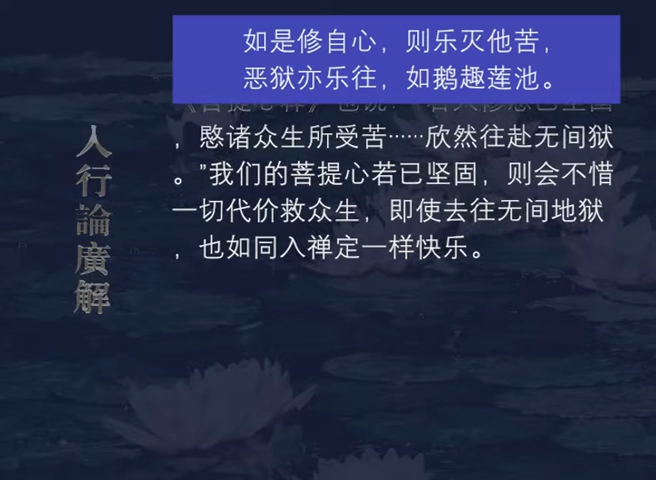 如是修自心，则乐灭他苦，
恶狱亦乐往，如鹅趣莲池。
，愍诸众生所受苦……欣然往赴无间狱
。”我们的菩提心若已坚固，则会不惜
一切代价救众生，即使去往无间地狱
，也如同入禅定一样快乐。
入行論廣解